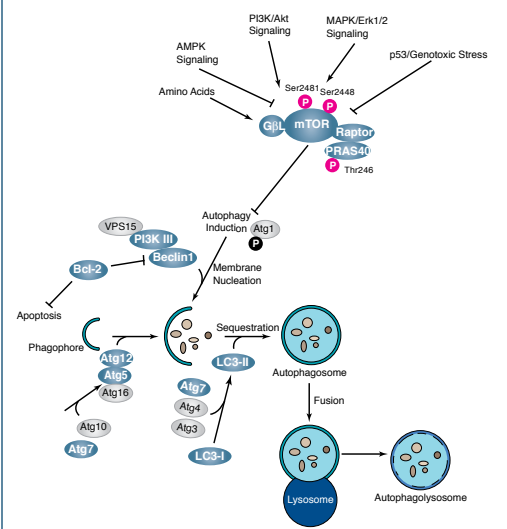 PI3K/Akt
Signaling
MAPK/Erk1/2
Signaling
AMPK
Signaling
p53/Genotoxic Stress
Amino Acids
Ser2481
Ser2448
P
P
GβL
mTOR
Raptor
PRAS40
P
Thr246
Autophagy
Induction
Atg1
P
VPS15
PI3K III
Beclin1
Bcl-2
Membrane
Nucleation
Apoptosis
Phagophore
Sequestration
Atg12
Atg5
Atg16
LC3-II
Autophagosome
Atg7
Atg4
Atg3
Fusion
Atg10
Atg7
LC3-I
Lysosome
Autophagolysosome